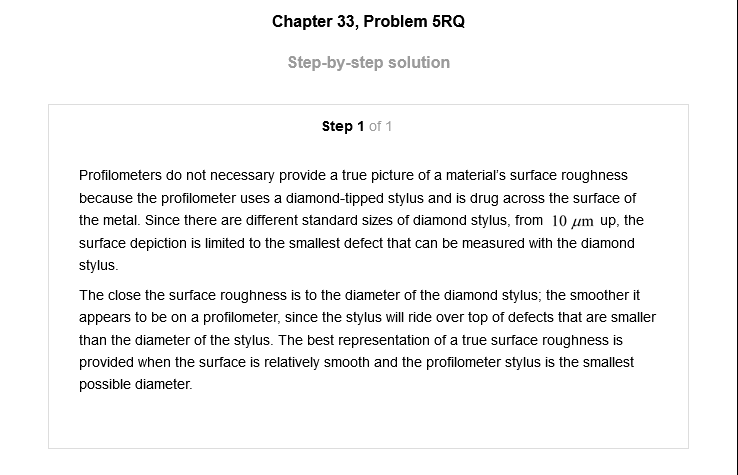 Chapter 33, Problem 5RQ
Step-by-step solution
Step 1 of 1
Profilometers do not necessary provide a true picture of a material's surface roughness
because the profilometer uses a diamond-tipped stylus and is drug across the surface of
the metal. Since there are different standard sizes of diamond stylus, from 10 μm up, the
surface depiction is limited to the smallest defect that can be measured with the diamond
stylus.
The close the surface roughness is to the diameter of the diamond stylus; the smoother it
appears to be on a profilometer, since the stylus will ride over top of defects that are smaller
than the diameter of the stylus. The best representation of a true surface roughness is
provided when the surface is relatively smooth and the profilometer stylus is the smallest
possible diameter.